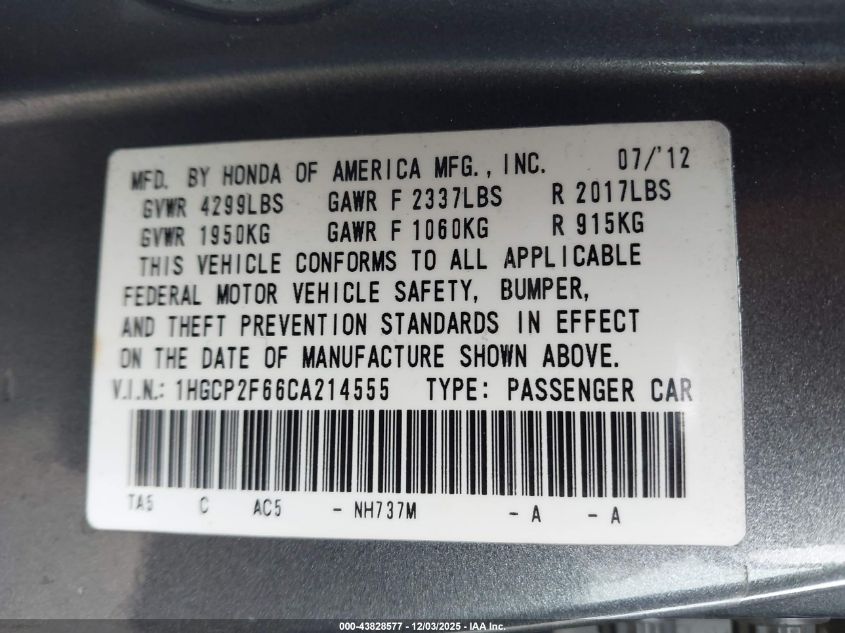 MFD. BY HONDA OF AMERICA MFG., INC. 07/'12
GVWR 4299LBS GAWR F 2337LBS R 2017LBS
GVWR 1950KG GAWR F 1060KG R 915KG
THIS VEHICLE CONFORMS TO ALL APPLICABLE
FEDERAL MOTOR VEHICLE SAFETY, BUMPER,
AND THEFT PREVENTION STANDARDS IN EFFECT
ON THE DATE OF MANUFACTURE SHOWN ABOVE.
V.I.N.: 1HGCP2F66CA214555 TYPE: PASSENGER CAR
TA5 C AC5 - NH737M - A - A
000-43828577 - 12/03/2025 - IAA Inc.